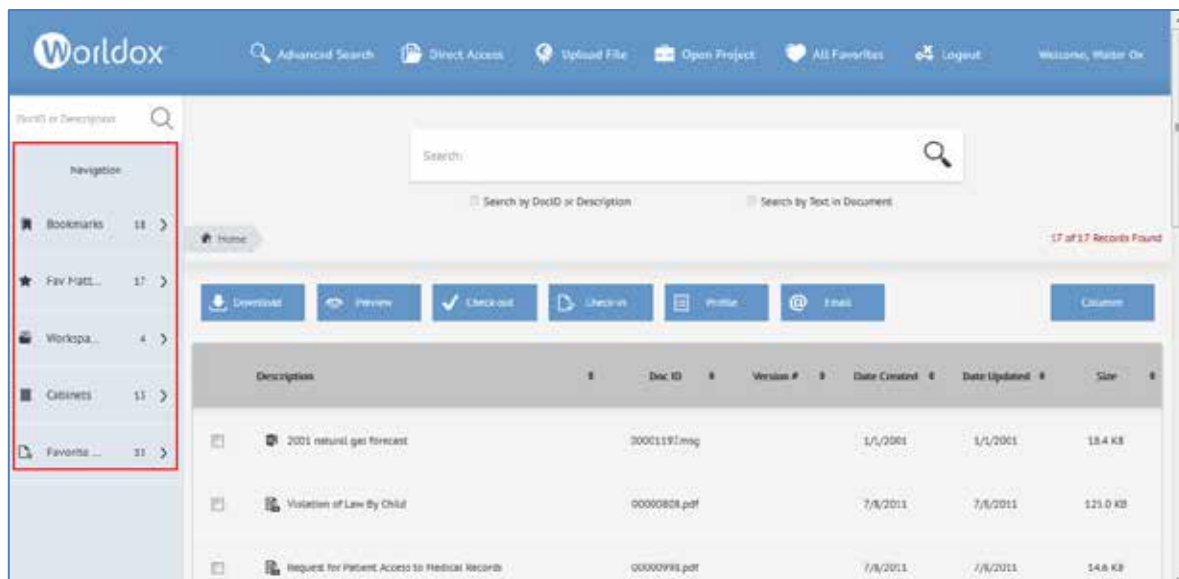 Worldox
Advanced Search Direct Access Upload File Open Project All Favorites Logout Welcome, Walter Ox
DocID or Description
Navigation
Bookmarks 18
Fav Matt... 17
Workspa... 4
Cabinets 13
Favorite ... 33
Search:
Search by DocID or Description Search by Text in Document
Home
17 of 17 Records Found
Download Preview Check out Check in Profile Email Columns
Description Doc ID Version # Date Created Date Updated Size
2001 natural gas forecast 1/1/2001 1/1/2001 18.4 KB
Violation of Law By Child 00000808.pdf 7/8/2011 7/8/2011 125.0 KB
Request for Patient Access to Medical Records 00000998.pdf 7/8/2011 7/8/2011 54.6 KB